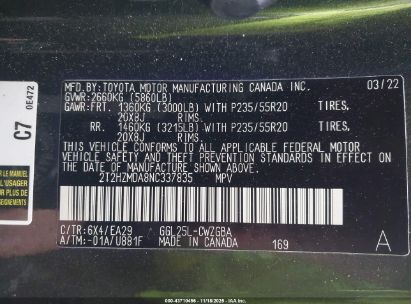 MFD.BY:TOYOTA MOTOR MANUFACTURING CANADA INC. 03/22
GVWR:2660KG (5860LB)
GAWR:FRT. 1360KG (3000LB) WITH P235/55R20 TIRES,
20X8J RIMS,
RR. 1460KG (3215LB) WITH P235/55R20 TIRES,
20X8J RIMS,
THIS VEHICLE CONFORMS TO ALL APPLICABLE FEDERAL MOTOR
VEHICLE SAFETY STANDARDS IN EFFECT ON THE DATE
OF MANUFACTURE SHOWN ABOVE.
2T2HZMDA8NC337835 MPV
C/TR:6X4/EA29 GGL25L-CWZGBA
A/TM:-01A/U881F MADE IN CANADA 169
A
C7
0E472
L'USAGER
POUR